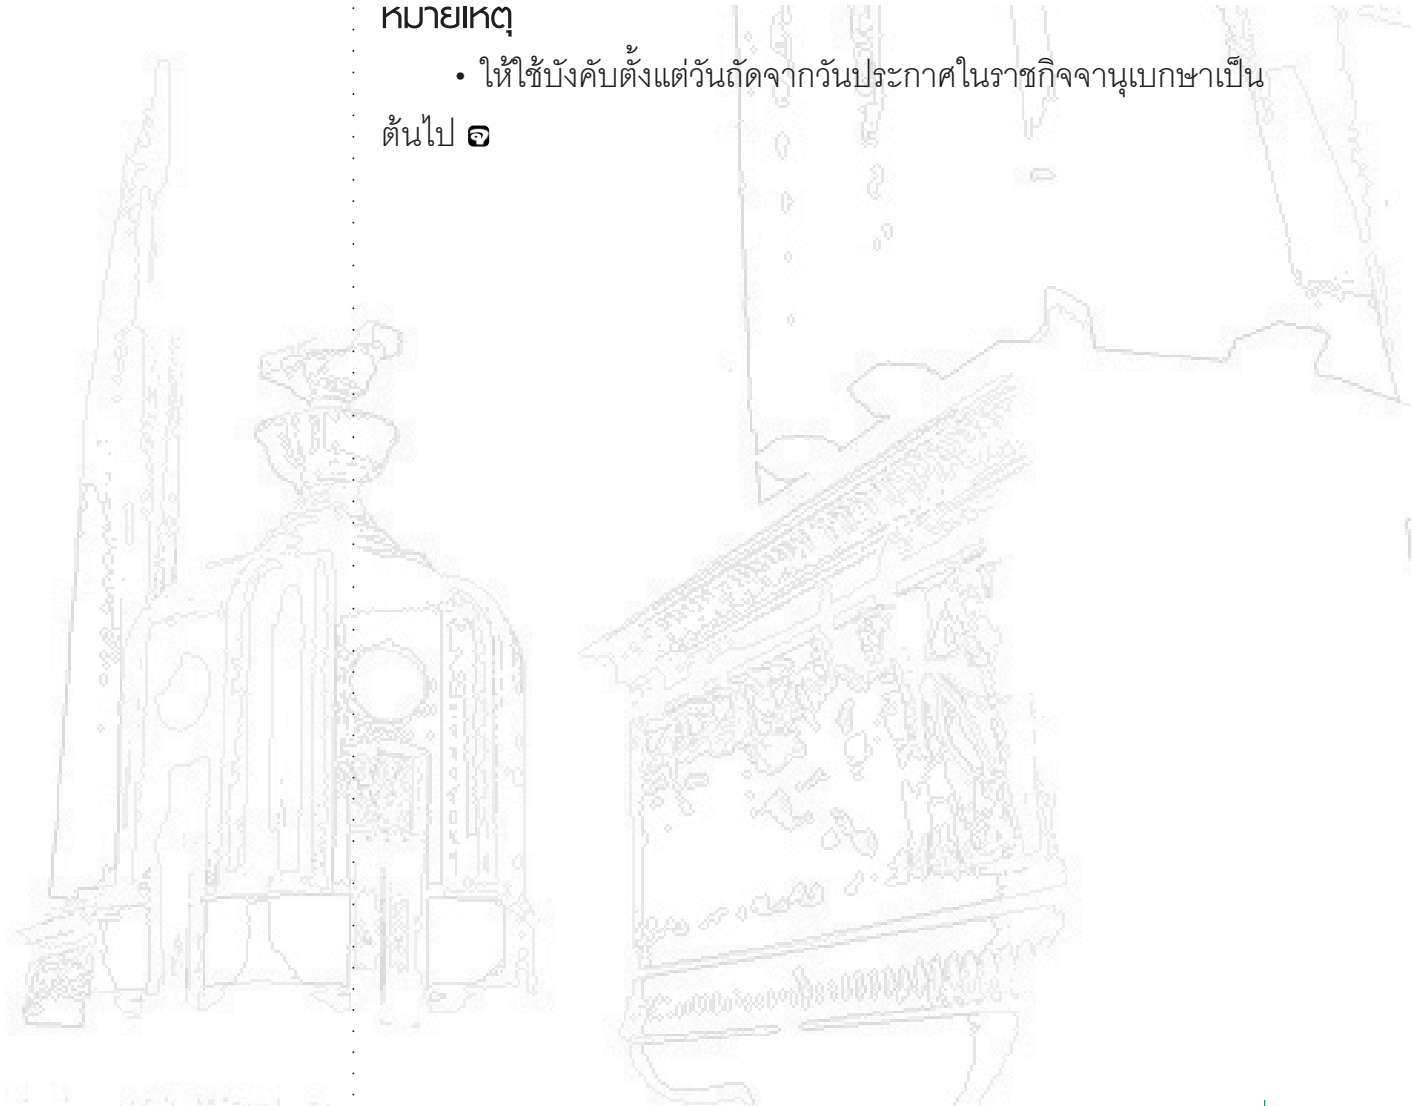 หมายเหตุ
• ให้ใช้บังคับตั้งแต่วันถัดจากวันประกาศในราชกิจจานุเบกษาเป็น
ต้นไป